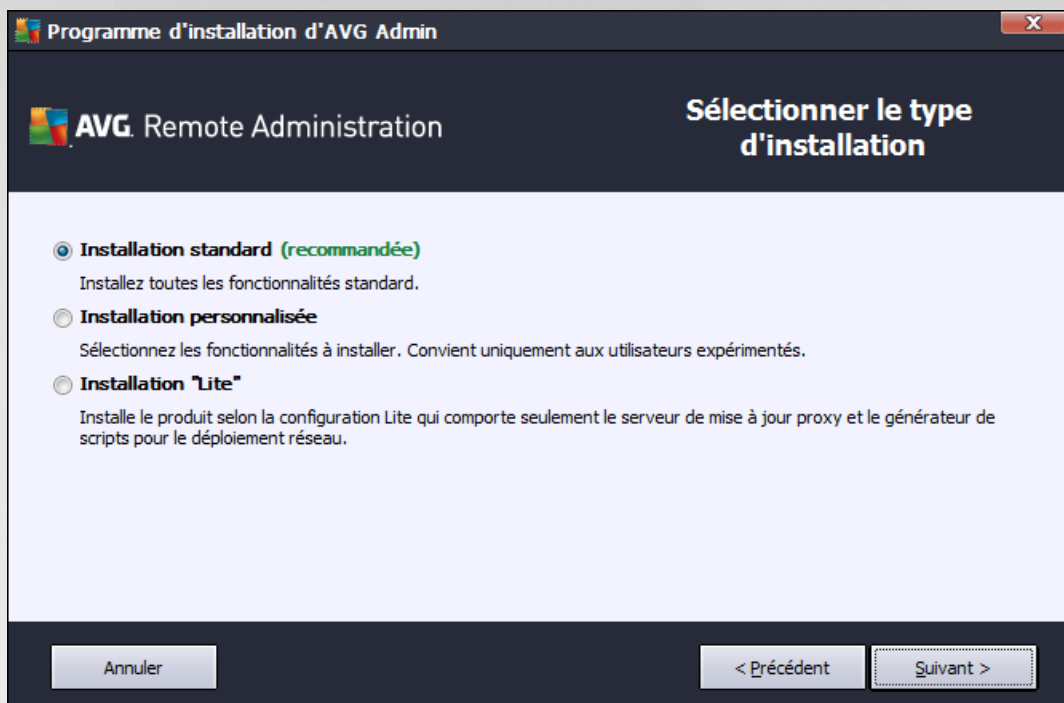 Programme d'installation d'AVG Admin
X
AVG. Remote Administration
Sélectionner le type
d'installation
Installation standard (recommandée)
Installez toutes les fonctionnalités standard.
Installation personnalisée
Sélectionnez les fonctionnalités à installer. Convient uniquement aux utilisateurs expérimentés.
Installation "Lite"
Installe le produit selon la configuration Lite qui comporte seulement le serveur de mise à jour proxy et le générateur de
scripts pour le déploiement réseau.
Annuler
< Précédent
Suivant >